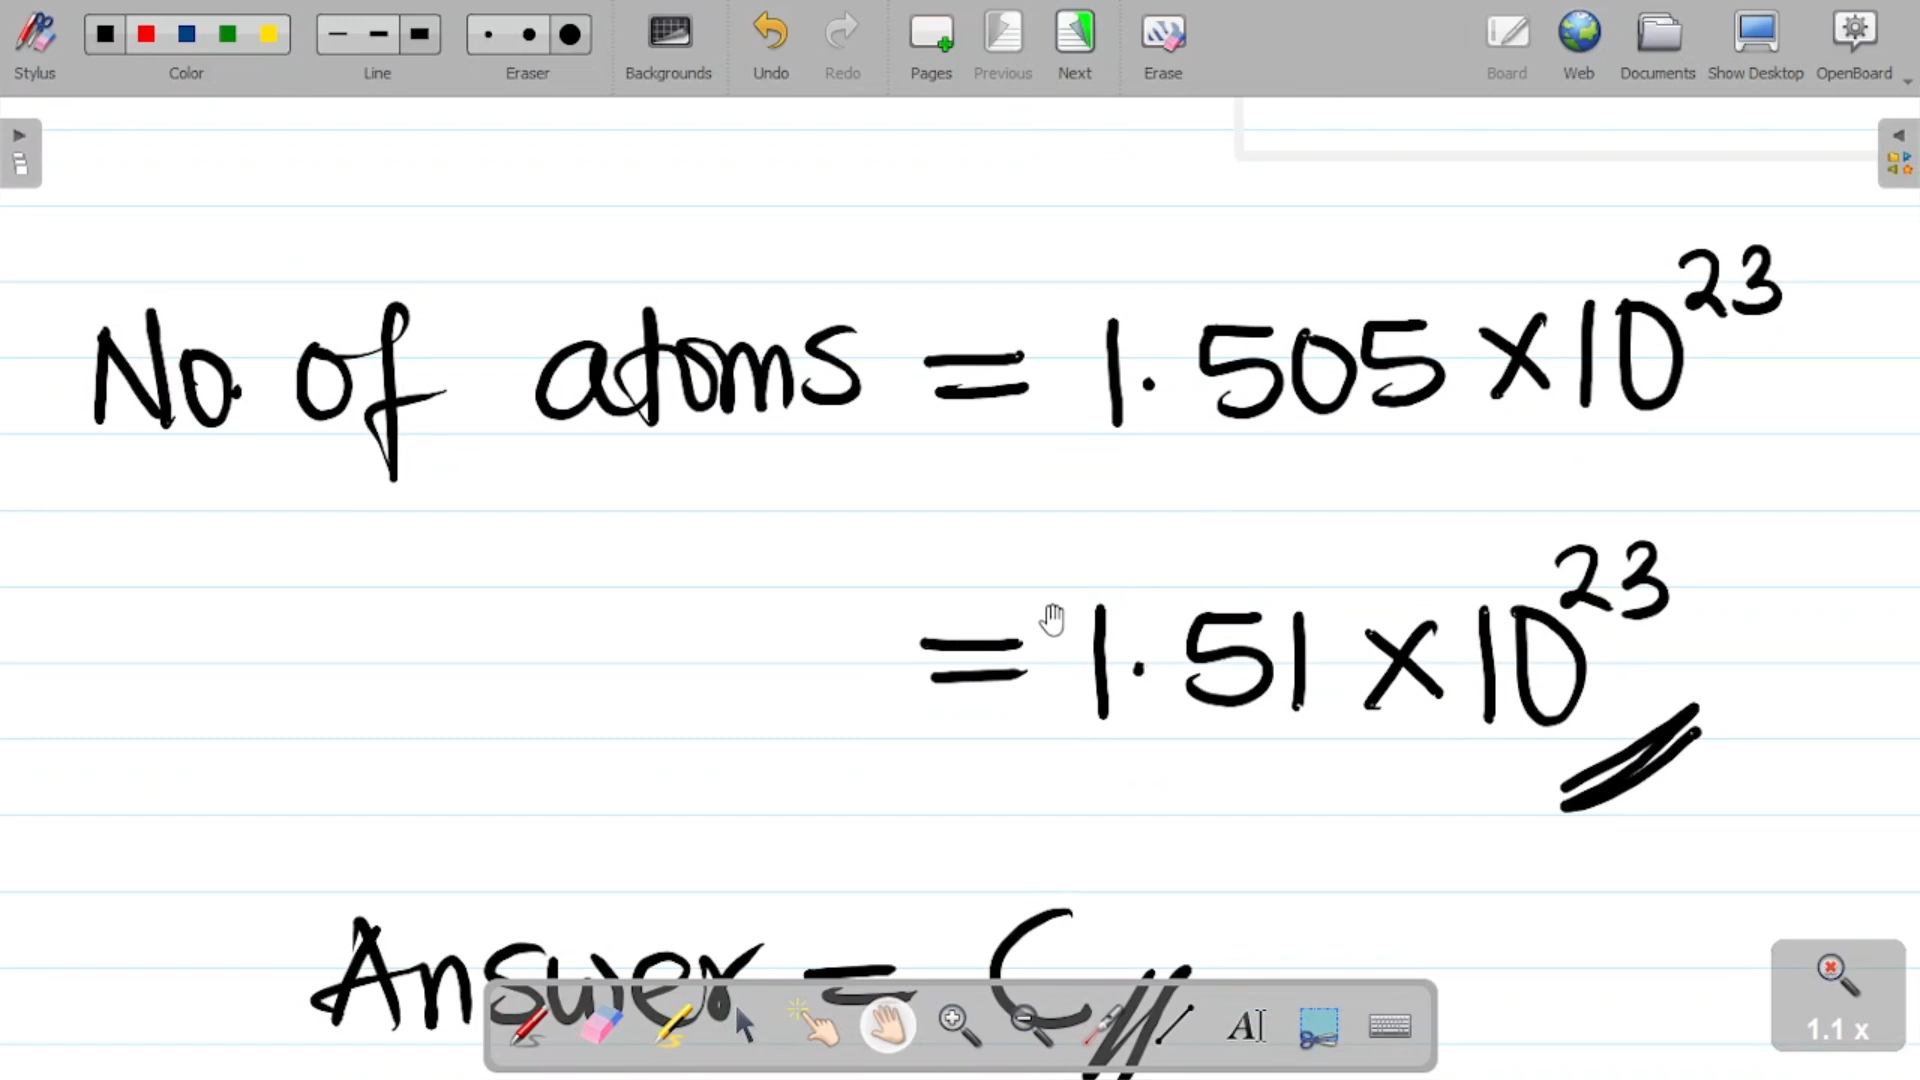 Stylus Color Line Eraser Backgrounds Undo Redo Pages Previous Next Erase Board Web Documents Show Desktop OpenBoard
No. of atoms = 1.505 × 10²³
= 1.51 × 10²³
Answer = C
AI
1.1 x